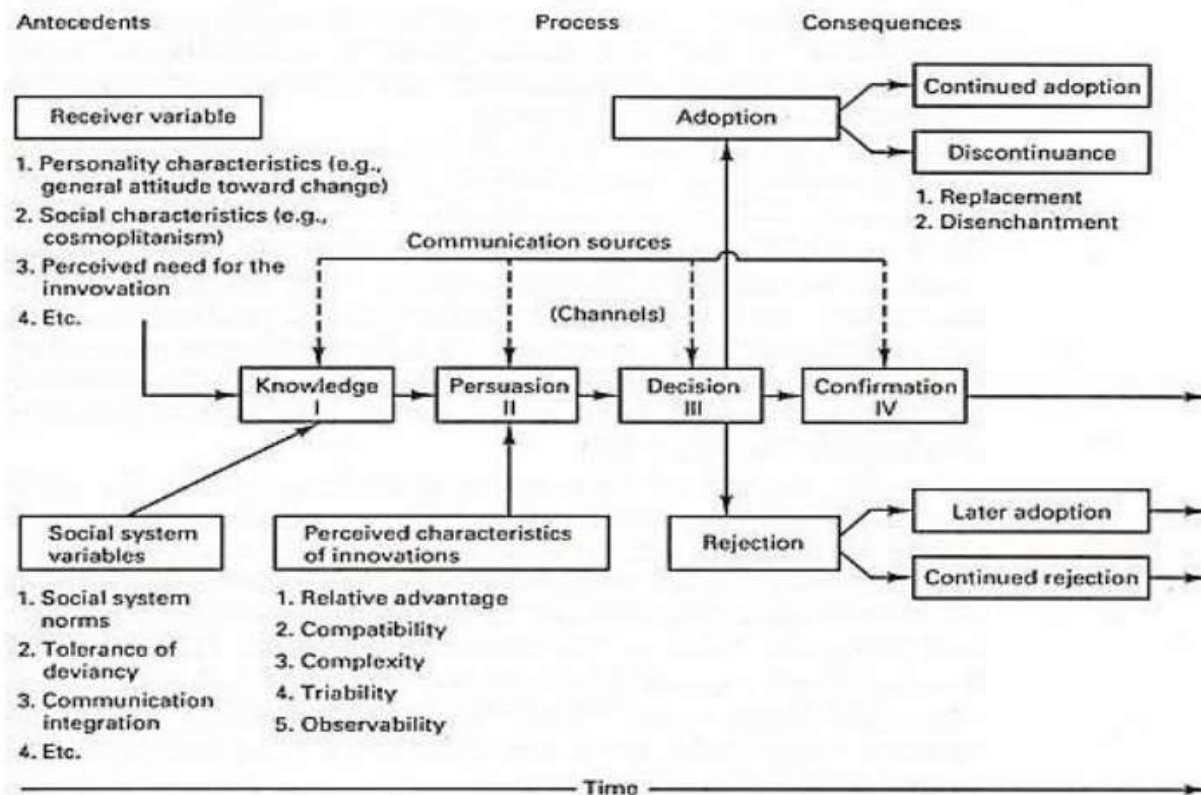 Antecedents
Process
Consequences
Receiver variable
1. Personality characteristics (e.g.,
general attitude toward change)
2. Social characteristics (e.g.,
cosmoplitanism)
3. Perceived need for the
innvovation
4. Etc.
Adoption
Continued adoption
Discontinuance
1. Replacement
2. Disenchantment
Communication sources
(Channels)
Knowledge
I
Persuasion
II
Decision
III
Confirmation
IV
Social system
variables
1. Social system
norms
2. Tolerance of
deviancy
3. Communication
integration
4. Etc.
Perceived characteristics
of innovations
1. Relative advantage
2. Compatibility
3. Complexity
4. Triability
5. Observability
Rejection
Later adoption
Continued rejection
Time